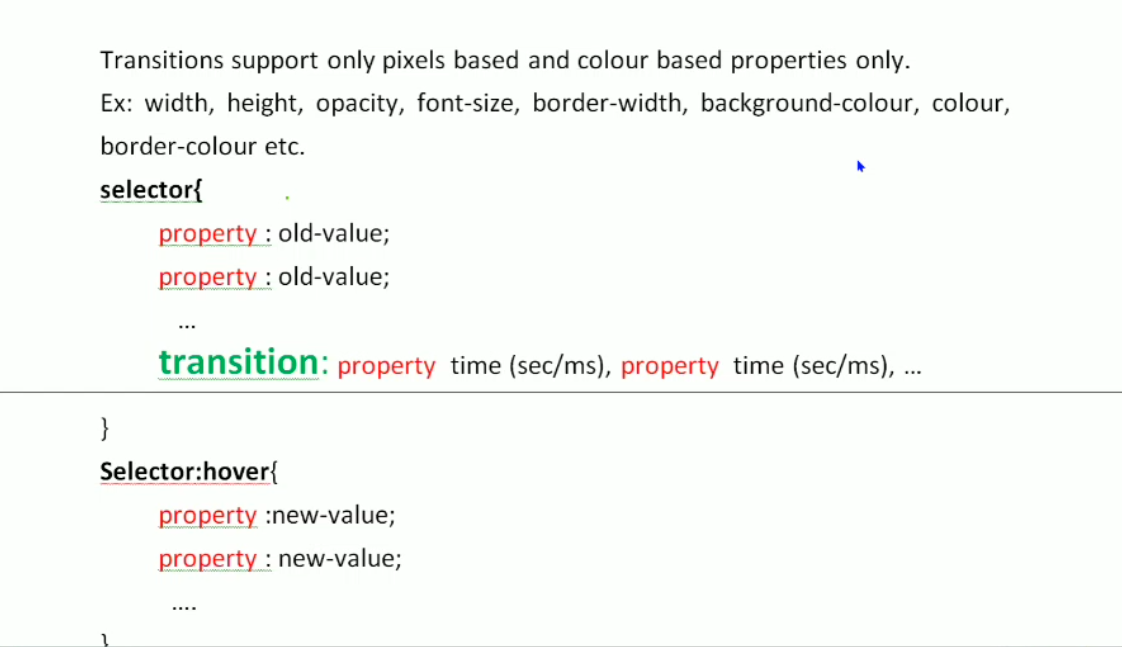 Transitions support only pixels based and colour based properties only.
Ex: width, height, opacity, font-size, border-width, background-colour, colour,
border-colour etc.
selector{
property : old-value;
property : old-value;
...
transition: property time (sec/ms), property time (sec/ms), ...
}
Selector:hover{
property :new-value;
property : new-value;
....
}